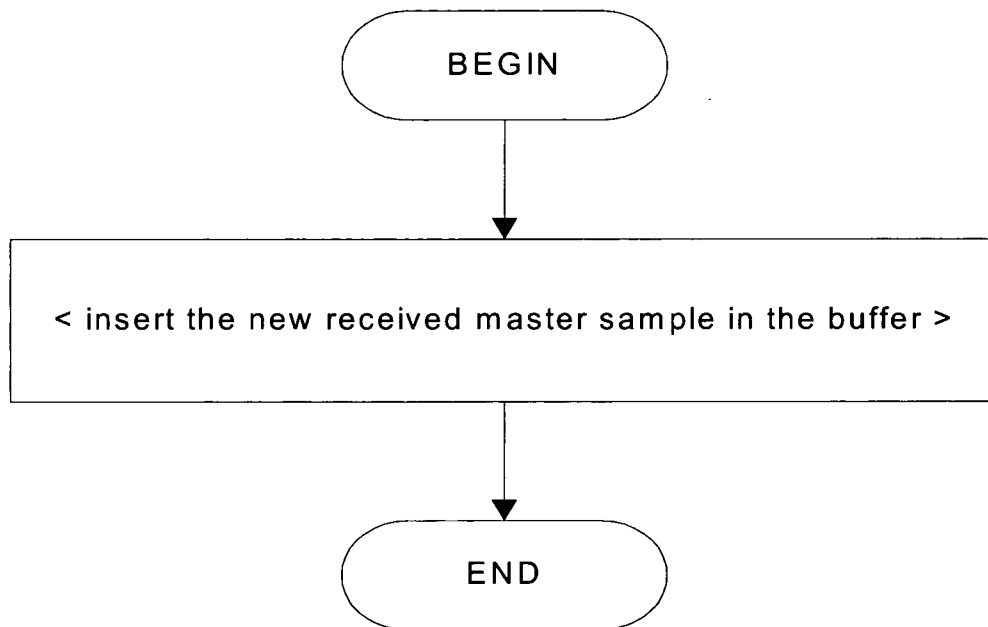 BEGIN
< insert the new received master sample in the buffer >
END